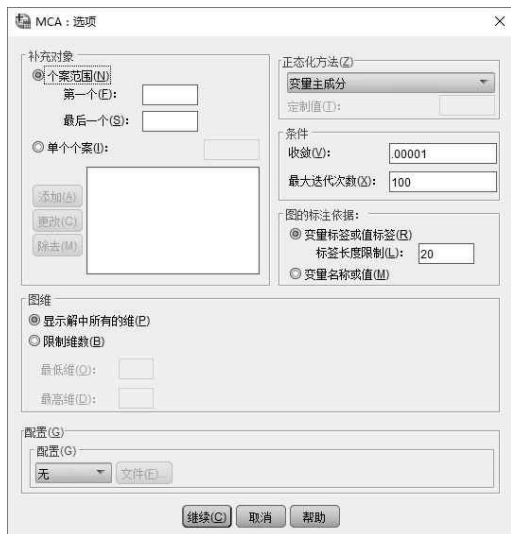 MCA : 选项
补充对象
个案范围(N)
第一个(F):
最后一个(S):
单个个案(I):
添加(A)
更改(C)
除去(M)
正态化方法(Z)
变量主成分
定制值(T):
条件
收敛(V): .00001
最大迭代次数(X): 100
图的标注依据:
变量标签或值标签(R)
标签长度限制(L): 20
变量名称或值(M)
图维
显示解中所有的维(P)
限制维数(B)
最低维(O):
最高维(D):
配置(G)
配置(G)
无 文件(E)...
继续(C) 取消 帮助